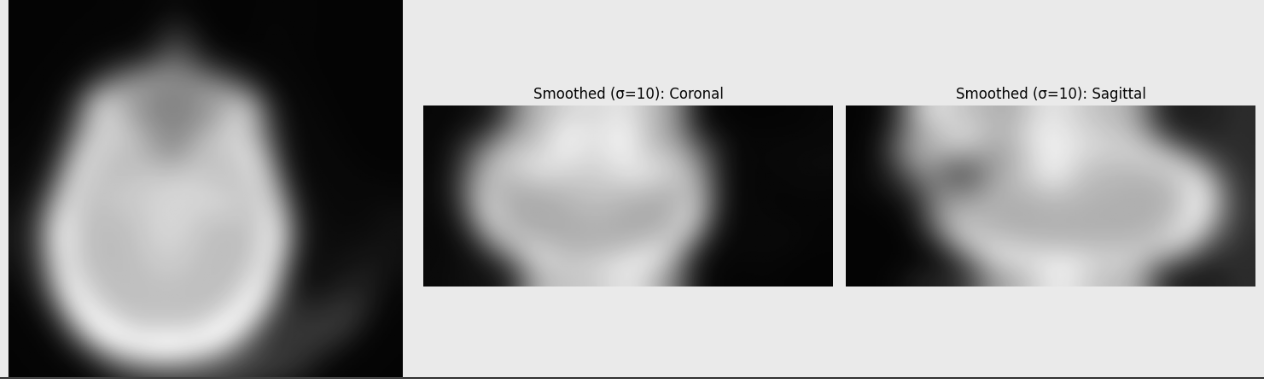 Smoothed (σ=10): Coronal
Smoothed (σ=10): Sagittal